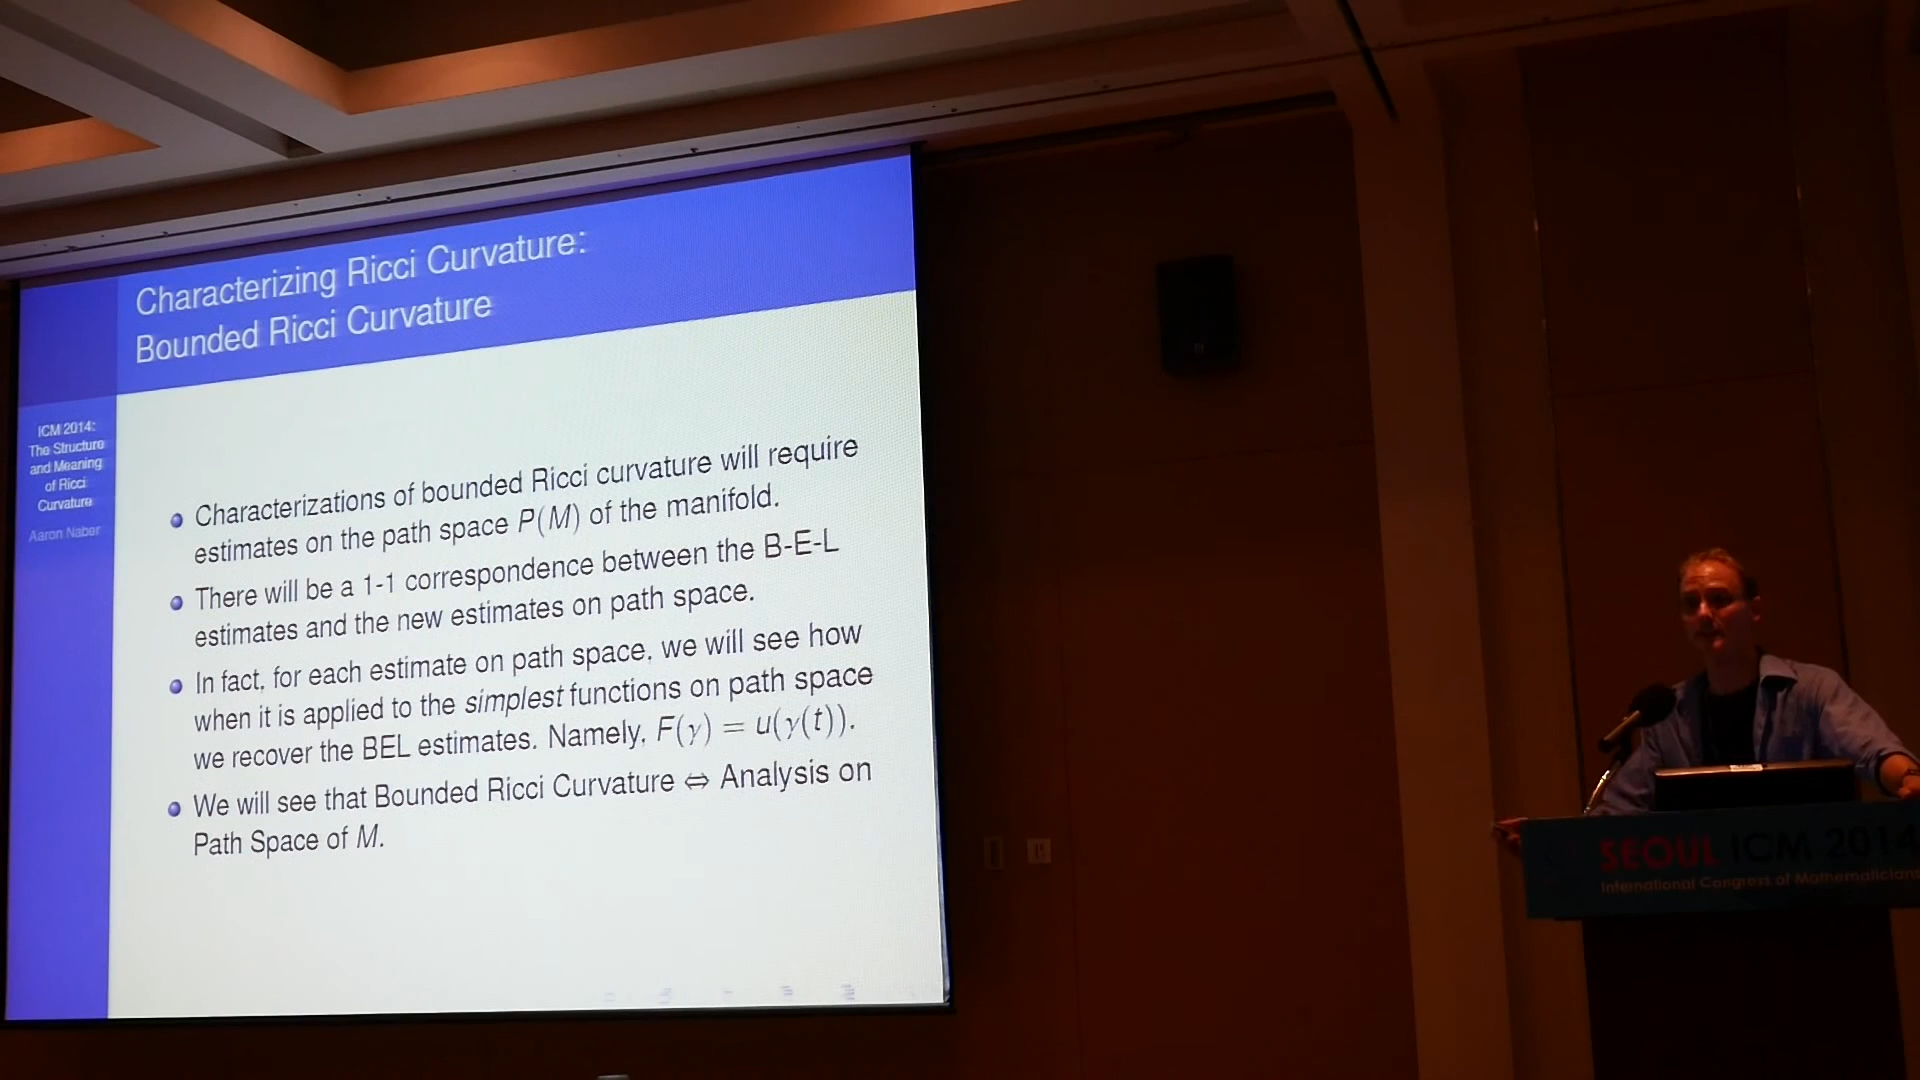 Characterizing Ricci Curvature:
Bounded Ricci Curvature
ICM 2014:
The Structure
and Meaning
of Ricci
Curvature
Aaron Naber
Characterizations of bounded Ricci curvature will require
estimates on the path space P(M) of the manifold.
There will be a 1-1 correspondence between the B-E-L
estimates and the new estimates on path space.
In fact, for each estimate on path space, we will see how
when it is applied to the simplest functions on path space
we recover the BEL estimates. Namely, F(γ) = u(γ(t)).
We will see that Bounded Ricci Curvature ⇔ Analysis on
Path Space of M.
SEOUL ICM 2014
International Congress of Mathematicians